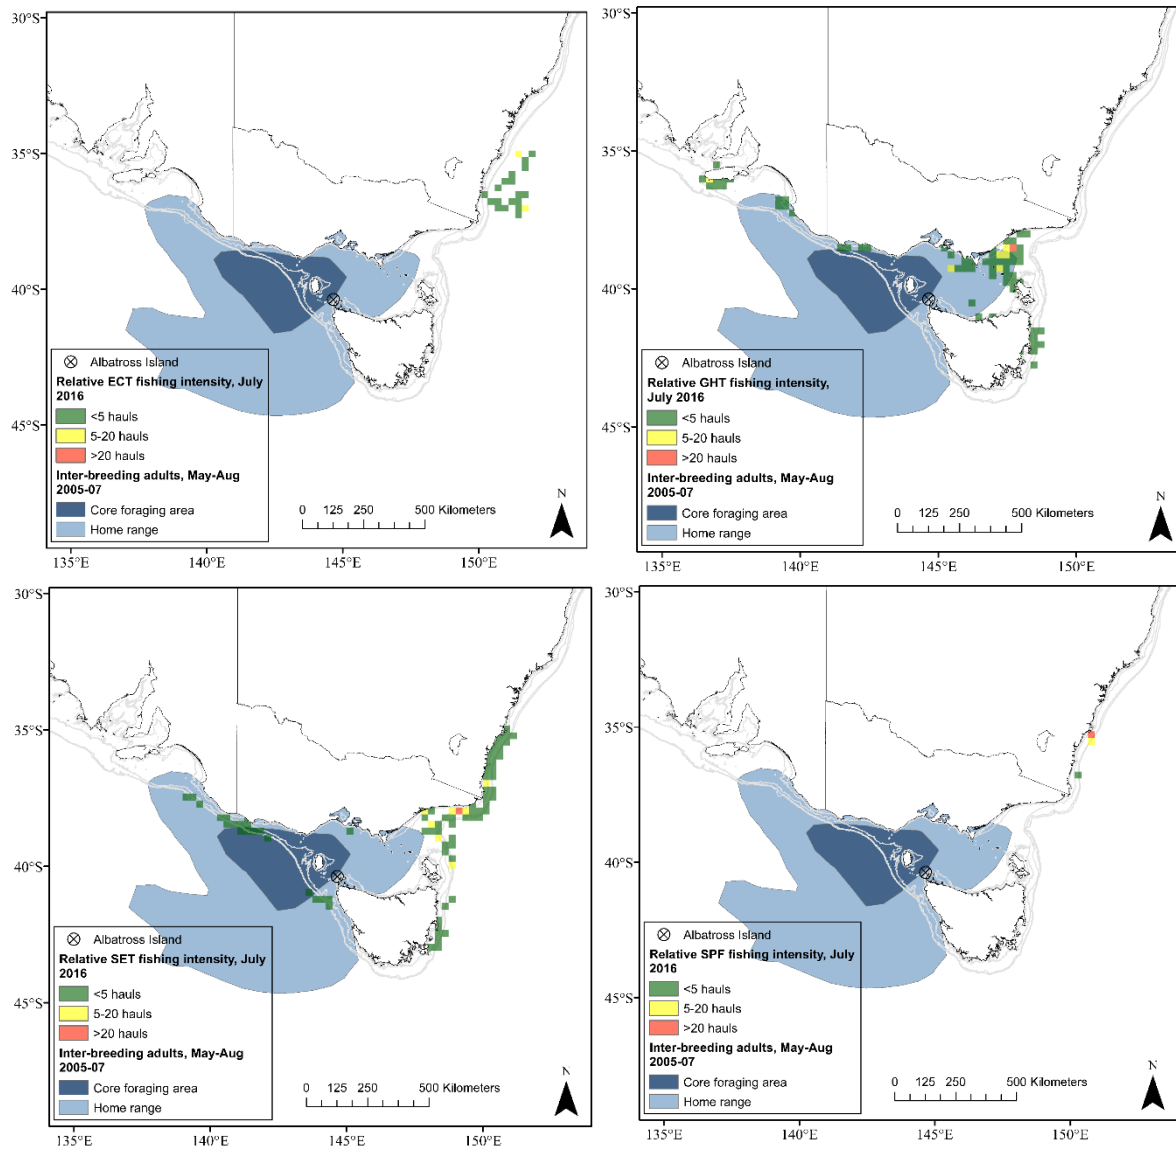 30°S
35°S
40°S
45°S
Albatross Island
Relative ECT fishing intensity, July
2016
<5 hauls
5-20 hauls
>20 hauls
Inter-breeding adults, May-Aug
2005-07
Core foraging area
Home range
0 125 250 500 Kilometers
N
135°E 140°E 145°E 150°E
30°S
35°S
40°S
45°S
Albatross Island
Relative GHT fishing intensity,
July 2016
<5 hauls
5-20 hauls
>20 hauls
Inter-breeding adults, May-Aug
2005-07
Core foraging area
Home range
0 125 250 500 Kilometers
N
135°E 140°E 145°E 150°E
30°S
35°S
40°S
45°S
Albatross Island
Relative SET fishing intensity, July
2016
<5 hauls
5-20 hauls
>20 hauls
Inter-breeding adults, May-Aug
2005-07
Core foraging area
Home range
0 125 250 500 Kilometers
N
135°E 140°E 145°E 150°E
30°S
35°S
40°S
45°S
Albatross Island
Relative SPF fishing intensity, July
2016
<5 hauls
5-20 hauls
>20 hauls
Inter-breeding adults, May-Aug
2005-07
Core foraging area
Home range
0 125 250 500 Kilometers
N
135°E 140°E 145°E 150°E